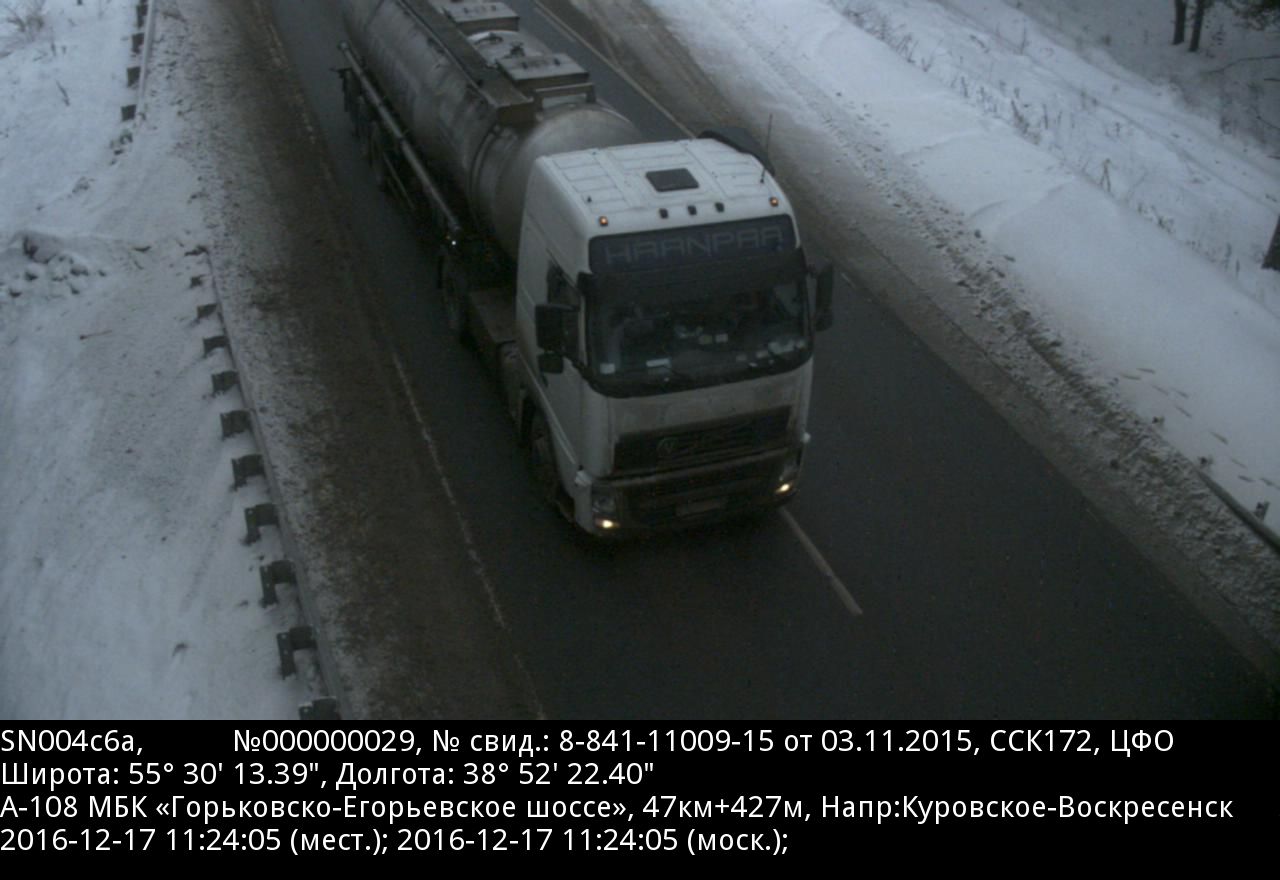 HAANPAA
SN004c6a, №000000029, № свид.: 8-841-11009-15 от 03.11.2015, ССК172, ЦФО
Широта: 55° 30' 13.39", Долгота: 38° 52' 22.40"
А-108 МБК «Горьковско-Егорьевское шоссе», 47км+427м, Напр:Куровское-Воскресенск
2016-12-17 11:24:05 (мест.); 2016-12-17 11:24:05 (моск.);